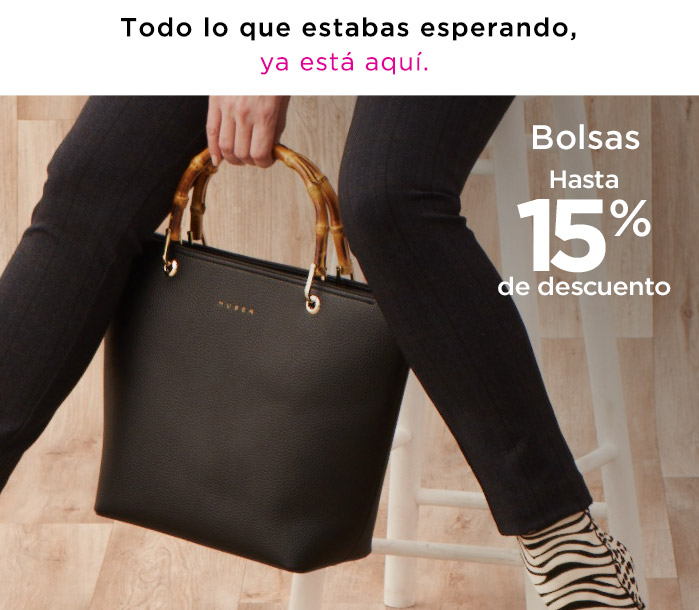 Todo lo que estabas esperando,
ya está aquí.
Bolsas
Hasta
15%
de descuento